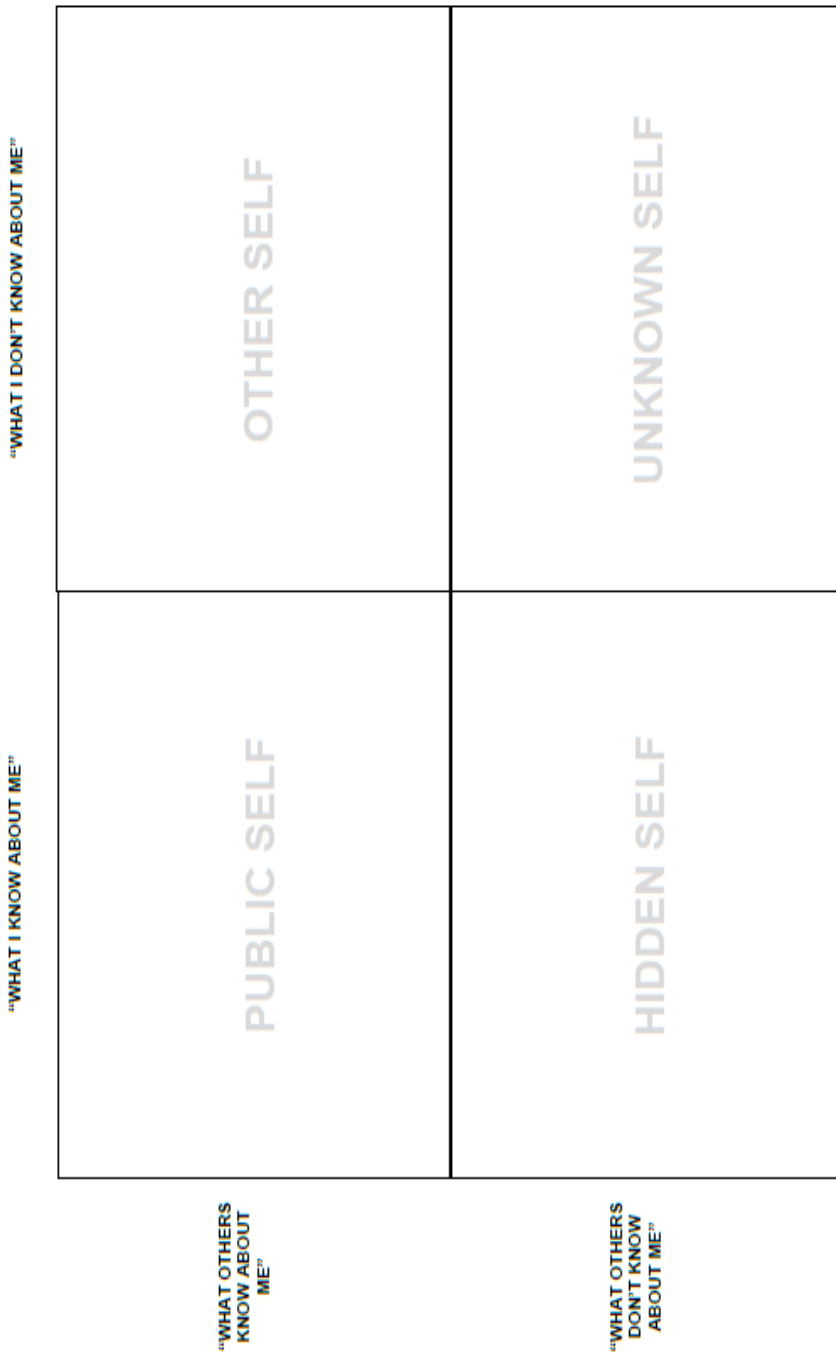 “WHAT I KNOW ABOUT ME”
“WHAT I DON'T KNOW ABOUT ME”
“WHAT OTHERS
KNOW ABOUT
ME”
PUBLIC SELF
OTHER SELF
“WHAT OTHERS
DON'T KNOW
ABOUT ME”
HIDDEN SELF
UNKNOWN SELF